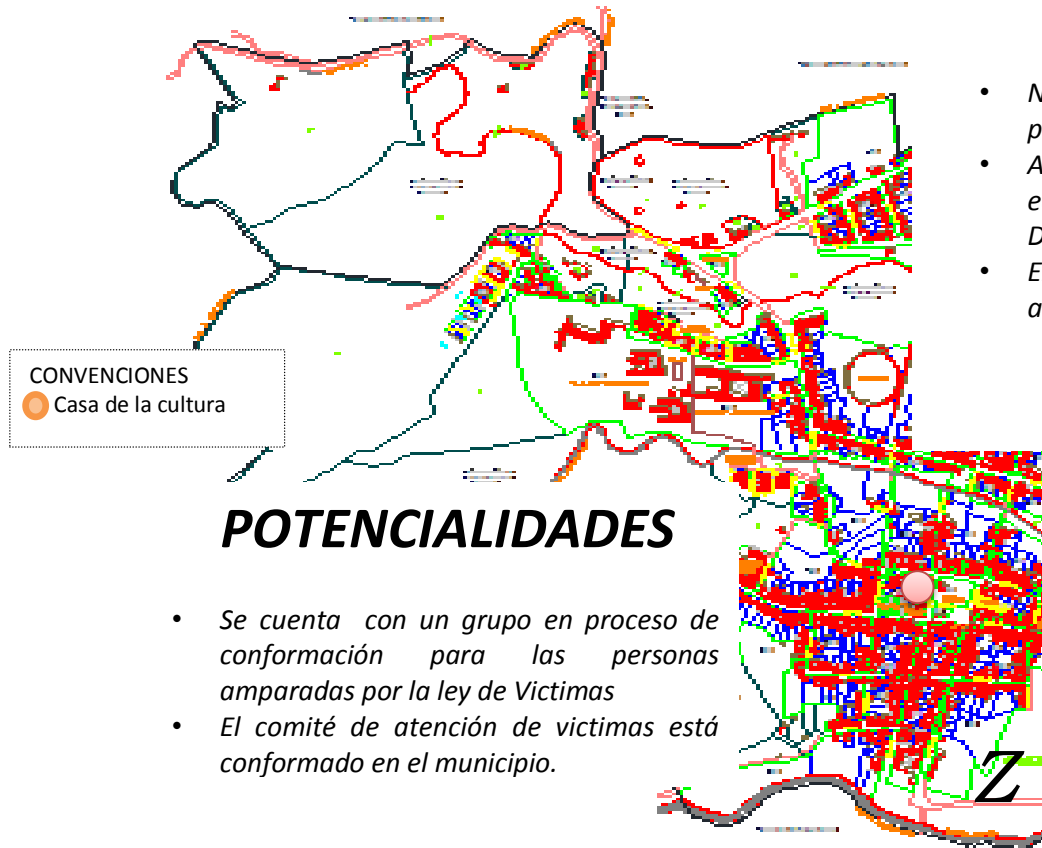 • N
p
• A
e
D
• E
a
CONVENCIONES
Casa de la cultura
POTENCIALIDADES
• Se cuenta con un grupo en proceso de
conformación para las personas
amparadas por la ley de Victimas
• El comité de atención de victimas está
conformado en el municipio.
Z